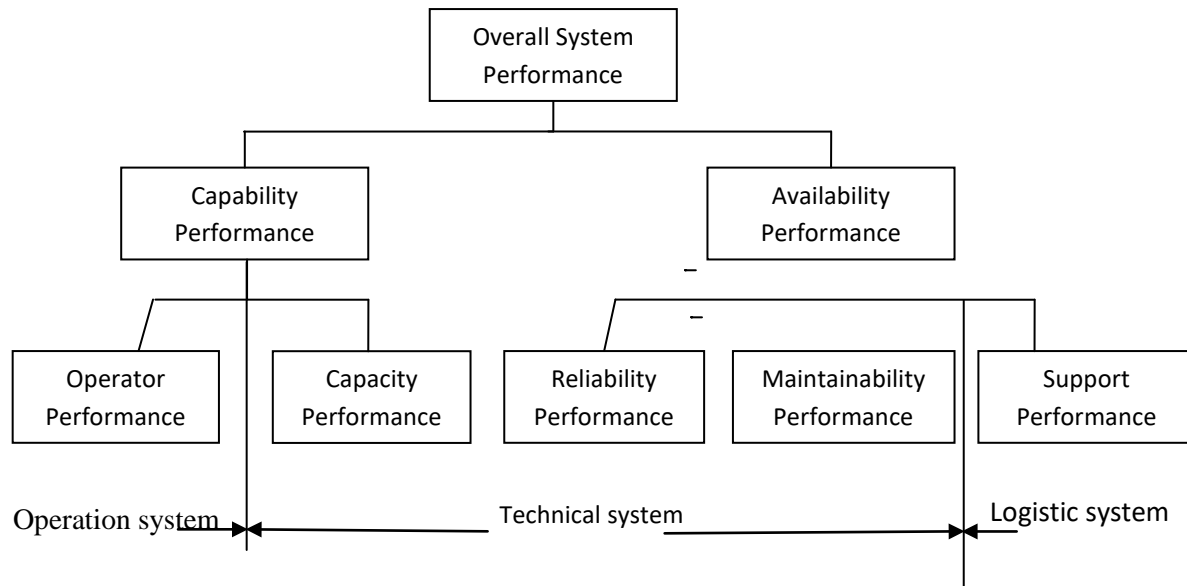 Overall System
Performance
Capability
Performance
Availability
Performance
Operator
Performance
Capacity
Performance
Reliability
Performance
Maintainability
Performance
Support
Performance
Operation system
Technical system
Logistic system